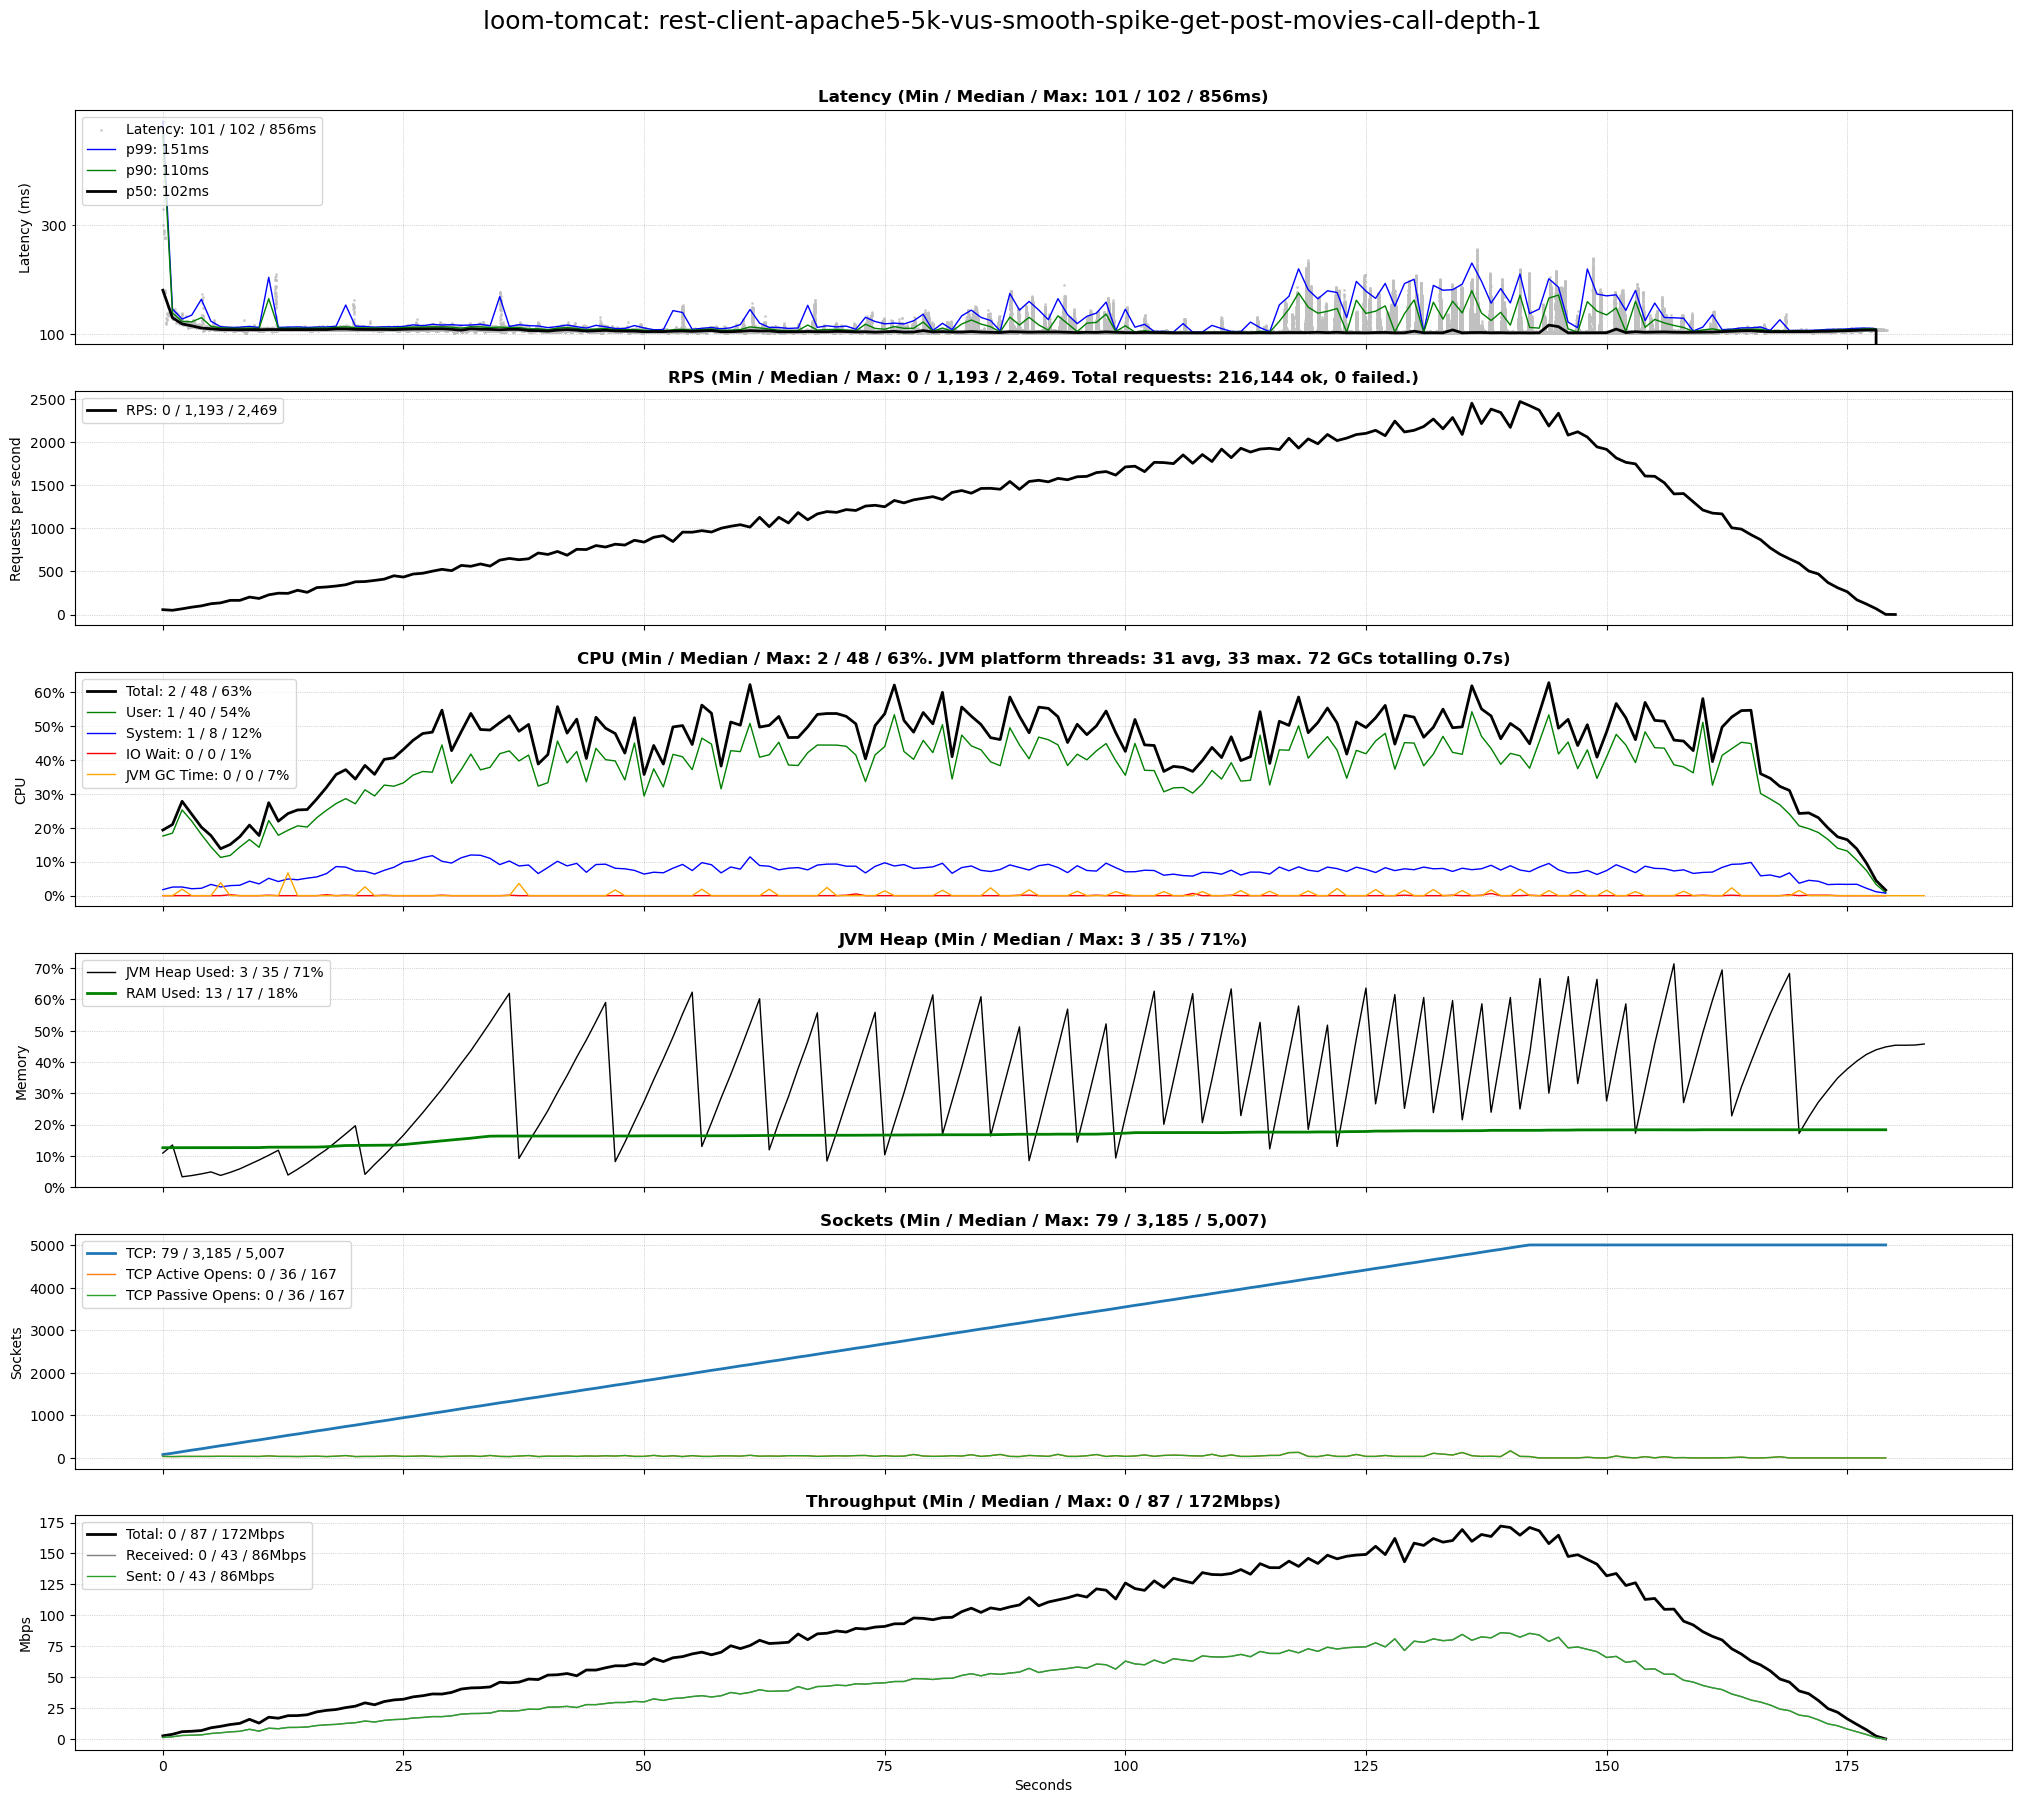 loom-tomcat: rest-client-apache5-5k-vus-smooth-spike-get-post-movies-call-depth-1
Latency (Min / Median / Max: 101 / 102 / 856ms)
Latency: 101 / 102 / 856ms
p99: 151ms
p90: 110ms
p50: 102ms
Latency (ms)
300
100
RPS (Min / Median / Max: 0 / 1,193 / 2,469. Total requests: 216,144 ok, 0 failed.)
RPS: 0 / 1,193 / 2,469
Requests per second
2500
2000
1500
1000
500
0
CPU (Min / Median / Max: 2 / 48 / 63%. JVM platform threads: 31 avg, 33 max. 72 GCs totalling 0.7s)
Total: 2 / 48 / 63%
User: 1 / 40 / 54%
System: 1 / 8 / 12%
IO Wait: 0 / 0 / 1%
JVM GC Time: 0 / 0 / 7%
CPU
60%
50%
40%
30%
20%
10%
0%
JVM Heap (Min / Median / Max: 3 / 35 / 71%)
JVM Heap Used: 3 / 35 / 71%
RAM Used: 13 / 17 / 18%
Memory
70%
60%
50%
40%
30%
20%
10%
0%
Sockets (Min / Median / Max: 79 / 3,185 / 5,007)
TCP: 79 / 3,185 / 5,007
TCP Active Opens: 0 / 36 / 167
TCP Passive Opens: 0 / 36 / 167
Sockets
5000
4000
3000
2000
1000
0
Throughput (Min / Median / Max: 0 / 87 / 172Mbps)
Total: 0 / 87 / 172Mbps
Received: 0 / 43 / 86Mbps
Sent: 0 / 43 / 86Mbps
Mbps
175
150
125
100
75
50
25
0
0 25 50 75 100 125 150 175
Seconds